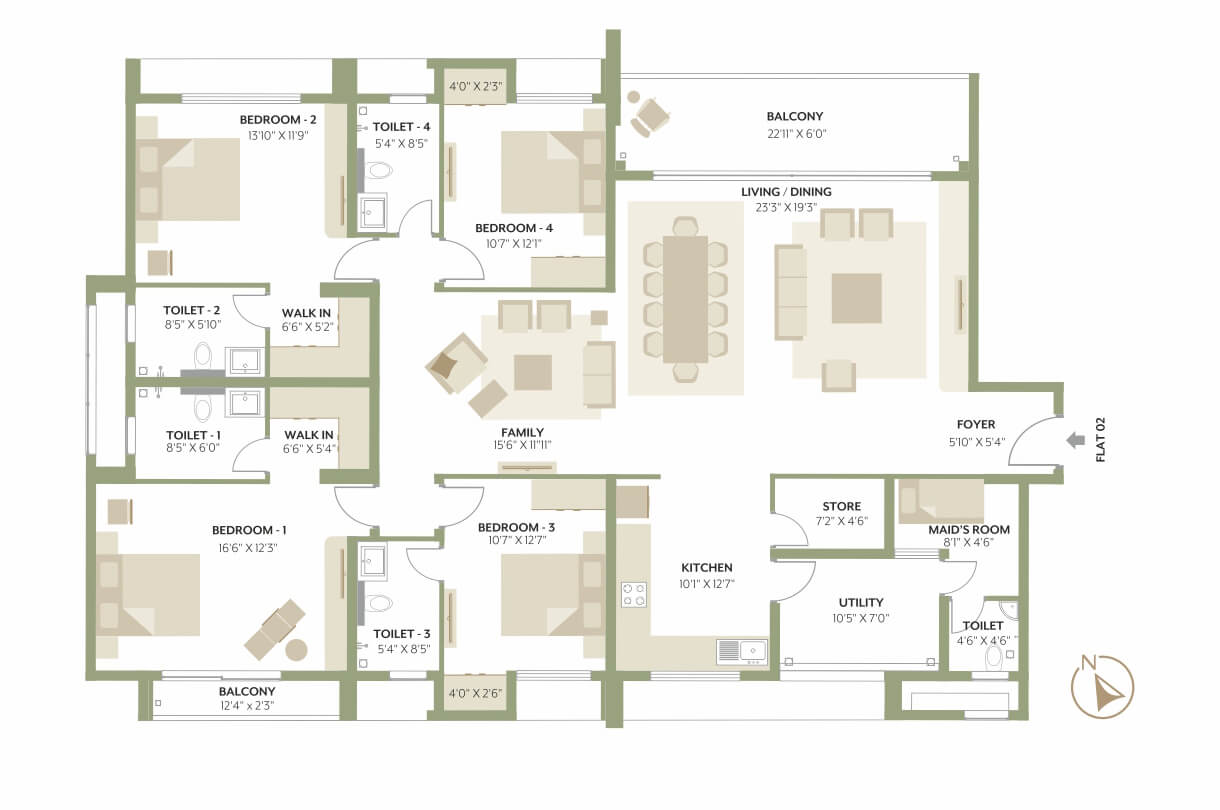 4'0" X 2'3"
BEDROOM - 2
13'10" X 11'9"
TOILET - 4
5'4" X 8'5"
BALCONY
22'11" X 6'0"
LIVING / DINING
23'3" X 19'3"
BEDROOM - 4
10'7" X 12'1"
TOILET - 2
8'5" X 5'10"
WALK IN
6'6" X 5'2"
TOILET - 1
8'5" X 6'0"
WALK IN
6'6" X 5'4"
FAMILY
15'6" X 11"11"
FOYER
5'10" X 5'4"
FLAT 02
BEDROOM - 1
16'6" X 12'3"
BEDROOM - 3
10'7" X 12'7"
STORE
7'2" X 4'6"
MAID'S ROOM
8'1" X 4'6"
KITCHEN
10'1" X 12'7"
UTILITY
10'5" X 7'0"
TOILET - 3
5'4" X 8'5"
TOILET
4'6" X 4'6"
BALCONY
12'4" x 2'3"
4'0" X 2'6"
N